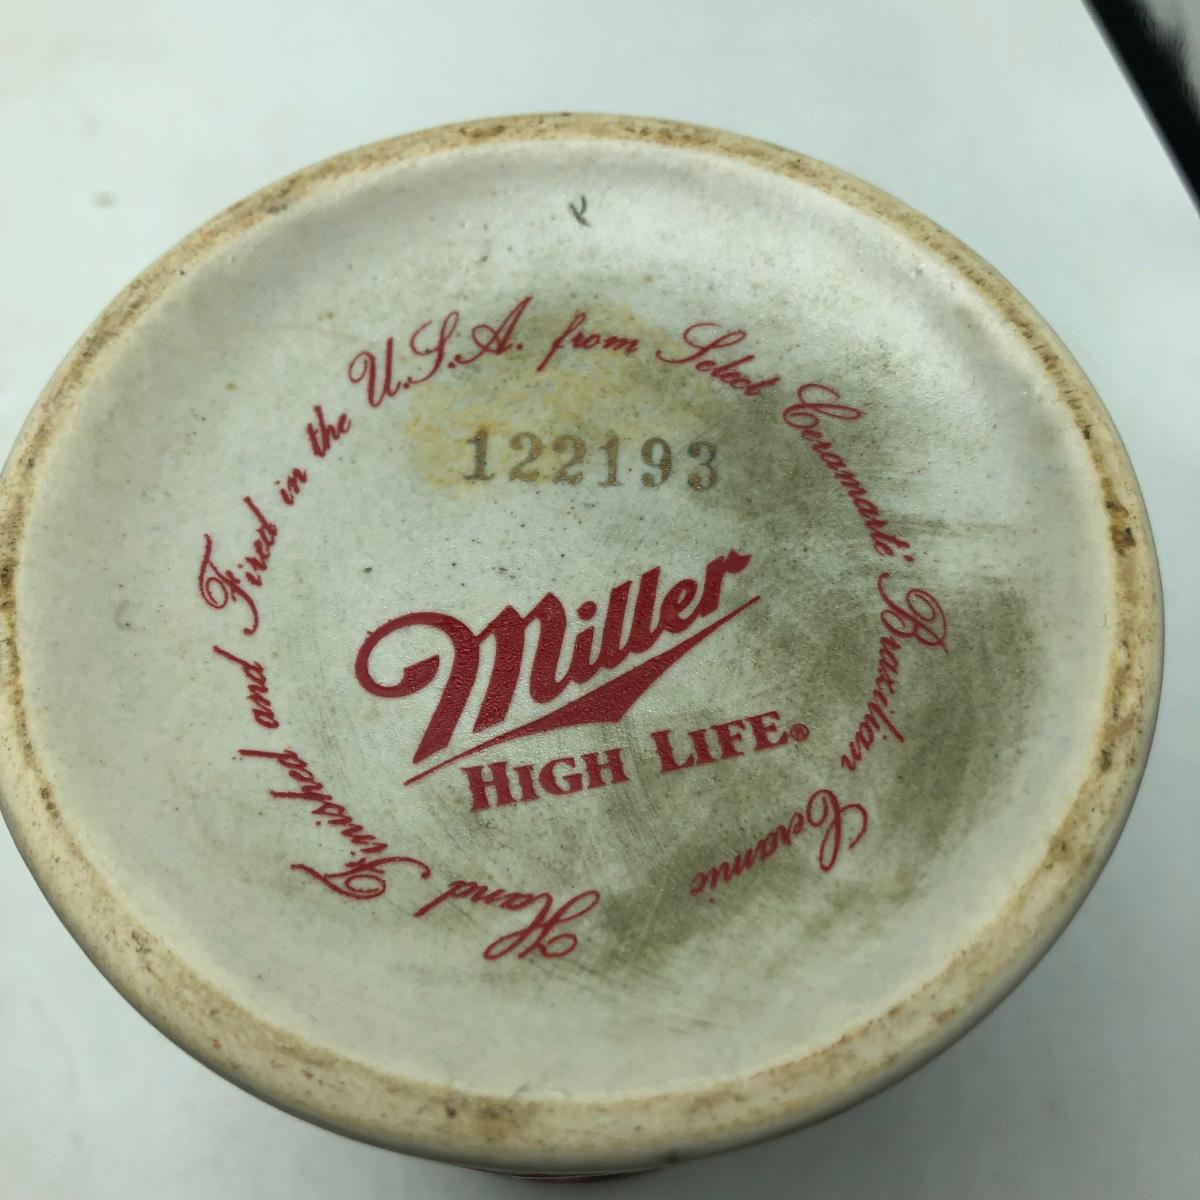 Hand Finished and Fired in the U.S.A. from Select Ceramarte' Brazilian Ceramic
122193
Miller
HIGH LIFE®